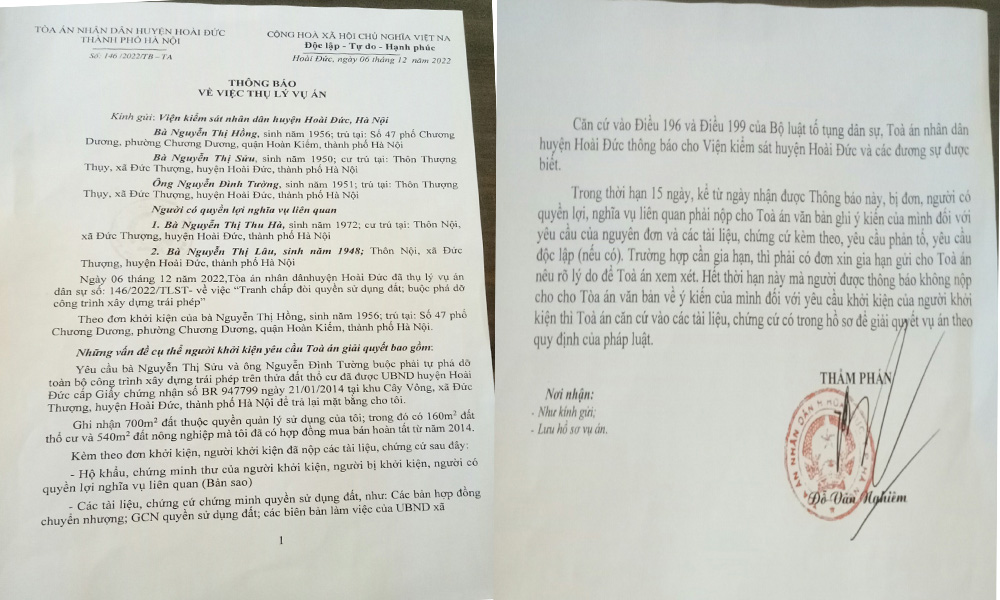 TÒA ÁN NHÂN DÂN HUYỆN HOÀI ĐỨC
THÀNH PHỐ HÀ NỘI
Số: 146 /2022/TB – TA
CỘNG HOÀ XÃ HỘI CHỦ NGHĨA VIỆT NA
Độc lập - Tự do - Hạnh phúc
Hoài Đức, ngày 06 tháng 12 năm 2022
THÔNG BÁO
VỀ VIỆC THỤ LÝ VỤ ÁN
Kính gửi: Viện kiểm sát nhân dân huyện Hoài Đức, Hà Nội
Bà Nguyễn Thị Hồng, sinh năm 1956; trú tại: Số 47 phố Chương
Dương, phường Chương Dương, quận Hoàn Kiếm, thành phố Hà Nội
Bà Nguyễn Thị Sửu, sinh năm 1950; cư trú tại: Thôn Thượng
Thụy, xã Đức Thượng, huyện Hoài Đức, thành phố Hà Nội
Ông Nguyễn Đình Tường, sinh năm 1951; trú tại: Thôn Thượng
Thụy, xã Đức Thượng, huyện Hoài Đức, thành phố Hà Nội
Người có quyền lợi nghĩa vụ liên quan
1. Bà Nguyễn Thị Thu Hà, sinh năm 1972; cư trú tại: Thôn Nội,
xã Đức Thượng, huyện Hoài Đức, thành phố Hà Nội
2. Bà Nguyễn Thị Lâu, sinh năm 1948; Thôn Nội, xã Đức
Thượng, huyện Hoài Đức, thành phố Hà Nội
Ngày 06 tháng 12 năm 2022,Tòa án nhân dânhuyện Hoài Đức đã thụ lý vụ án
dân sự số: 146/2022/TLST- về việc “Tranh chấp đòi quyền sử dụng đất; buộc phá dỡ
công trình xây dựng trái phép”
Theo đơn khởi kiện của bà Nguyễn Thị Hồng, sinh năm 1956; trú tại: Số 47 phố
Chương Dương, phường Chương Dương, quận Hoàn Kiếm, thành phố Hà Nội.
Những vấn đề cụ thể người khởi kiện yêu cầu Toà án giải quyết bao gồm:
Yêu cầu bà Nguyễn Thị Sửu và ông Nguyễn Đình Tường buộc phải tự phá dỡ
toàn bộ công trình xây dựng trái phép trên thửa đất thổ cư đã được UBND huyện Hoài
Đức cấp Giấy chứng nhận số BR 947799 ngày 21/01/2014 tại khu Cây Vông, xã Đức
Thượng, huyện Hoài Đức, thành phố Hà Nội để trả lại mặt bằng cho tôi.
Ghi nhận 700m² đất thuộc quyền quản lý sử dụng của tôi; trong đó có 160m² đất
thổ cư và 540m² đất nông nghiệp mà tôi đã có hợp đồng mua bán hoàn tất từ năm 2014.
Kèm theo đơn khởi kiện, người khởi kiện đã nộp các tài liệu, chứng cứ sau đây:
- Hộ khẩu, chứng minh thư của người khởi kiện, người bị khởi kiện, người có
quyền lợi nghĩa vụ liên quan (Bản sao)
- Các tài liệu, chứng cứ chứng minh quyền sử dụng đất, như: Các bản hợp đồng
chuyển nhượng; GCN quyền sử dụng đất; các biên bản làm việc của UBND xã
1
Căn cứ vào Điều 196 và Điều 199 của Bộ luật tố tụng dân sự, Toà án nhân dân
huyện Hoài Đức thông báo cho Viện kiểm sát huyện Hoài Đức và các đương sự được
biết.
Trong thời hạn 15 ngày, kể từ ngày nhận được Thông báo này, bị đơn, người có
quyền lợi, nghĩa vụ liên quan phải nộp cho Toà án văn bản ghi ý kiến của mình đối với
yêu cầu của nguyên đơn và các tài liệu, chứng cứ kèm theo, yêu cầu phản tố, yêu cầu
độc lập (nếu có). Trường hợp cần gia hạn, thì phải có đơn xin gia hạn gửi cho Toà án
nêu rõ lý do để Toà án xem xét. Hết thời hạn này mà người được thông báo không nộp
cho cho Tòa án văn bản về ý kiến của mình đối với yêu cầu khởi kiện của người khởi
kiện thì Toà án căn cứ vào các tài liệu, chứng cứ có trong hồ sơ để giải quyết vụ án theo
quy định của pháp luật.
THẨM PHÁN
Nơi nhận:
- Như kính gửi;
- Lưu hồ sơ vụ án.
Đỗ Văn Nghiêm